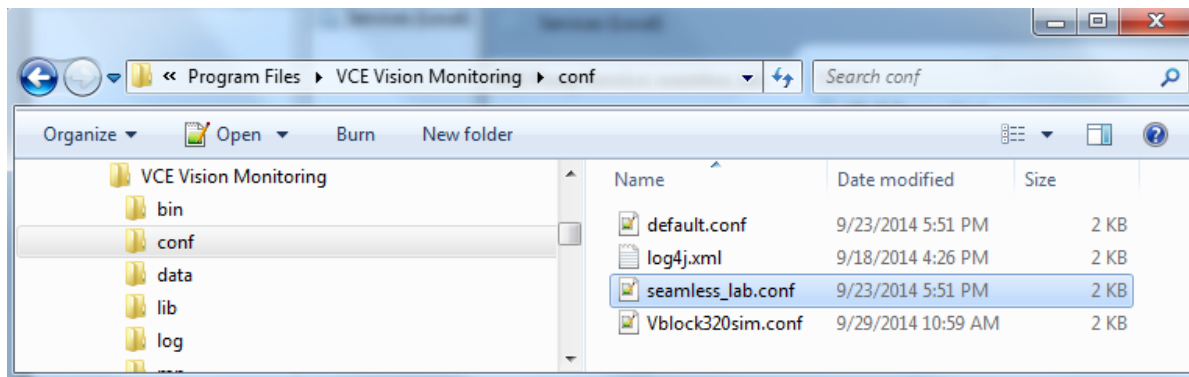 « Program Files ▸ VCE Vision Monitoring ▸ conf
Search conf
Organize Open Burn New folder
VCE Vision Monitoring
bin
conf
data
lib
log
Name Date modified Size
default.conf 9/23/2014 5:51 PM 2 KB
log4j.xml 9/18/2014 4:26 PM 2 KB
seamless_lab.conf 9/23/2014 5:51 PM 2 KB
Vblock320sim.conf 9/29/2014 10:59 AM 2 KB